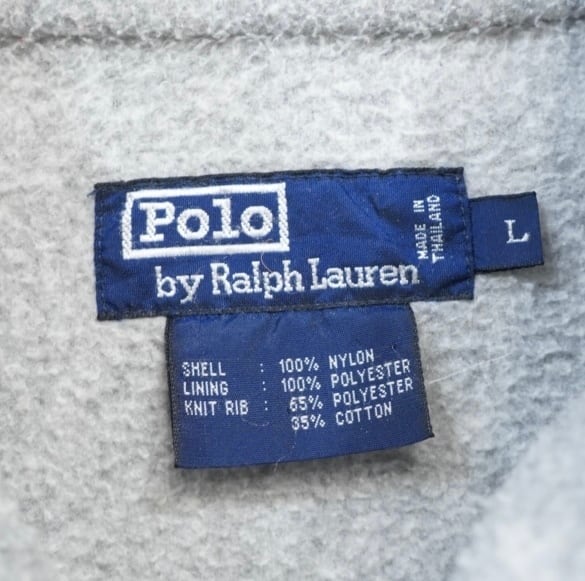 Polo
by Ralph Lauren
MADE IN
THAILAND
L
SHELL : 100% NYLON
LINING : 100% POLYESTER
KNIT RIB : 65% POLYESTER
35% COTTON